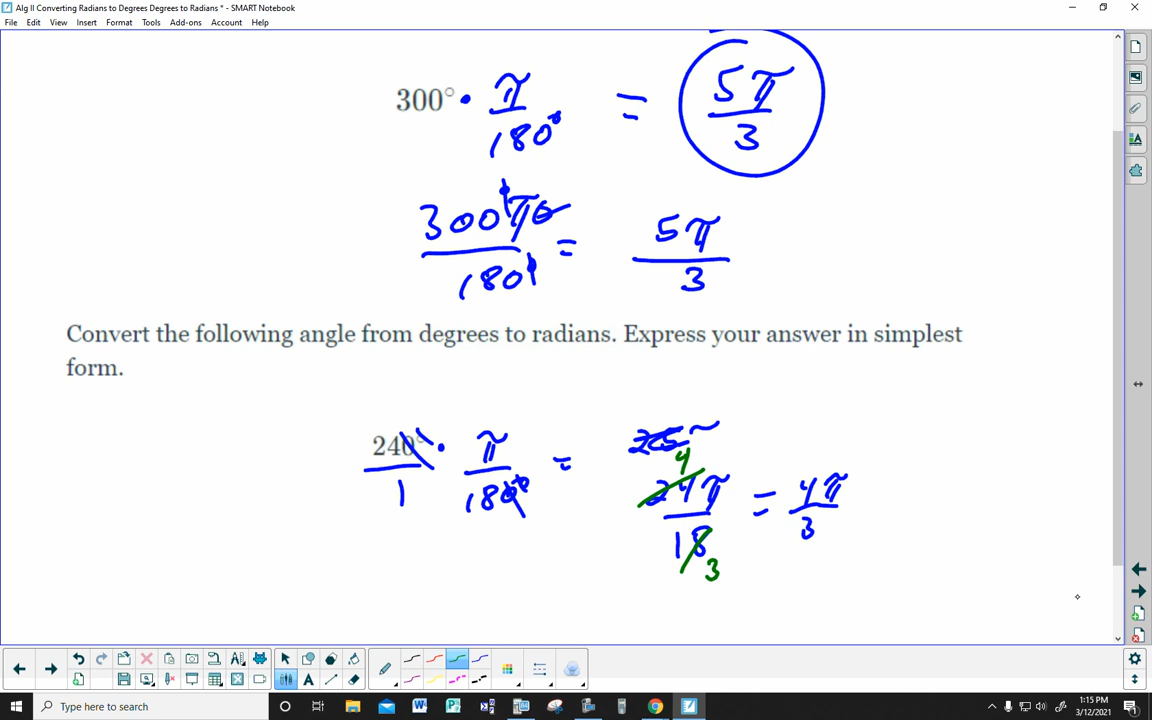 Alg II Converting Radians to Degrees Degrees to Radians * - SMART Notebook
File Edit View Insert Format Tools Add-ons Account Help
300° · π/180° = 5π/3
300π/180 = 5π/3
Convert the following angle from degrees to radians. Express your answer in simplest
form.
240°/1 · π/180° = 24π/18 = 4π/3
4
3
Type here to search
1:15 PM
3/12/2021